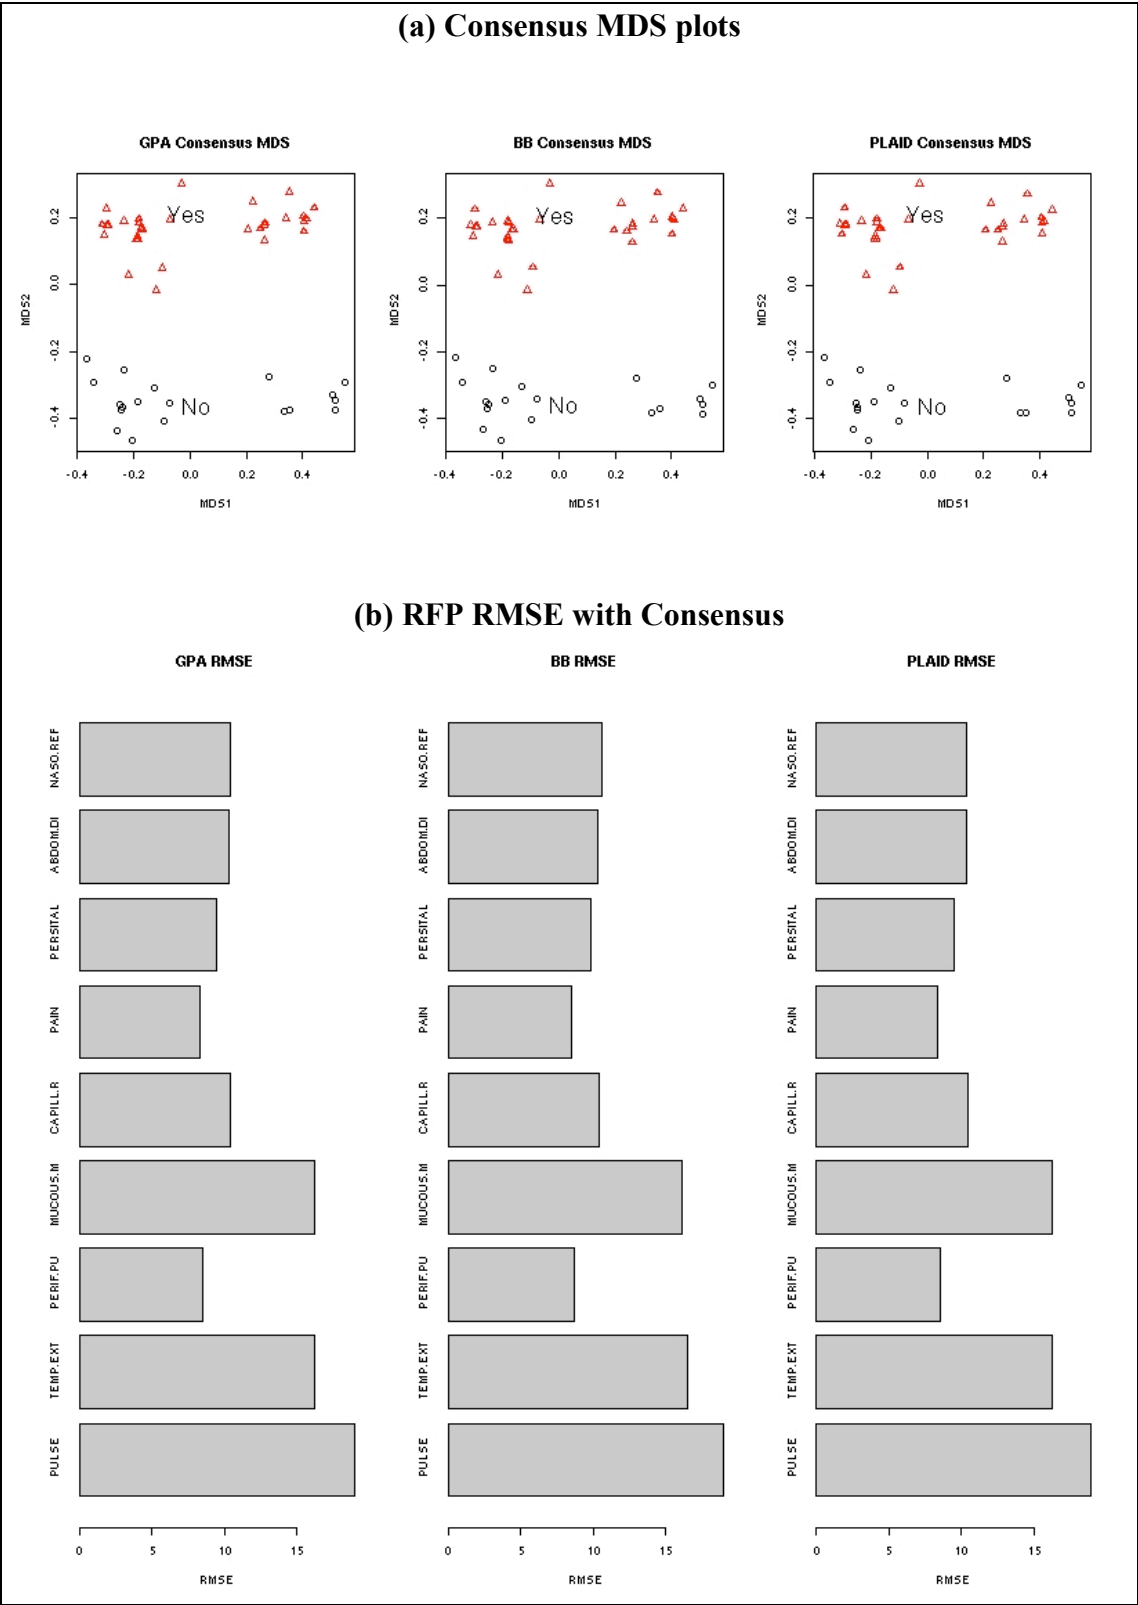 (a) Consensus MDS plots
GPA Consensus MDS
BB Consensus MDS
PLAID Consensus MDS
0.2
0.0
-0.2
-0.4
MDS2
Yes
No
-0.4 -0.2 0.0 0.2 0.4
MDS1
0.2
0.0
-0.2
-0.4
MDS2
Yes
No
-0.4 -0.2 0.0 0.2 0.4
MDS1
0.2
0.0
-0.2
-0.4
MDS2
Yes
No
-0.4 -0.2 0.0 0.2 0.4
MDS1
(b) RFP RMSE with Consensus
GPA RMSE
NASO.REF
ABDOM.DI
PERSITAL
PAIN
CAPILL.R
MUCOUS.M
PERIF.PU
TEMP.EXT
PULSE
0 5 10 15
RMSE
BB RMSE
NASO.REF
ABDOM.DI
PERSITAL
PAIN
CAPILL.R
MUCOUS.M
PERIF.PU
TEMP.EXT
PULSE
0 5 10 15
RMSE
PLAID RMSE
NASO.REF
ABDOM.DI
PERSITAL
PAIN
CAPILL.R
MUCOUS.M
PERIF.PU
TEMP.EXT
PULSE
0 5 10 15
RMSE